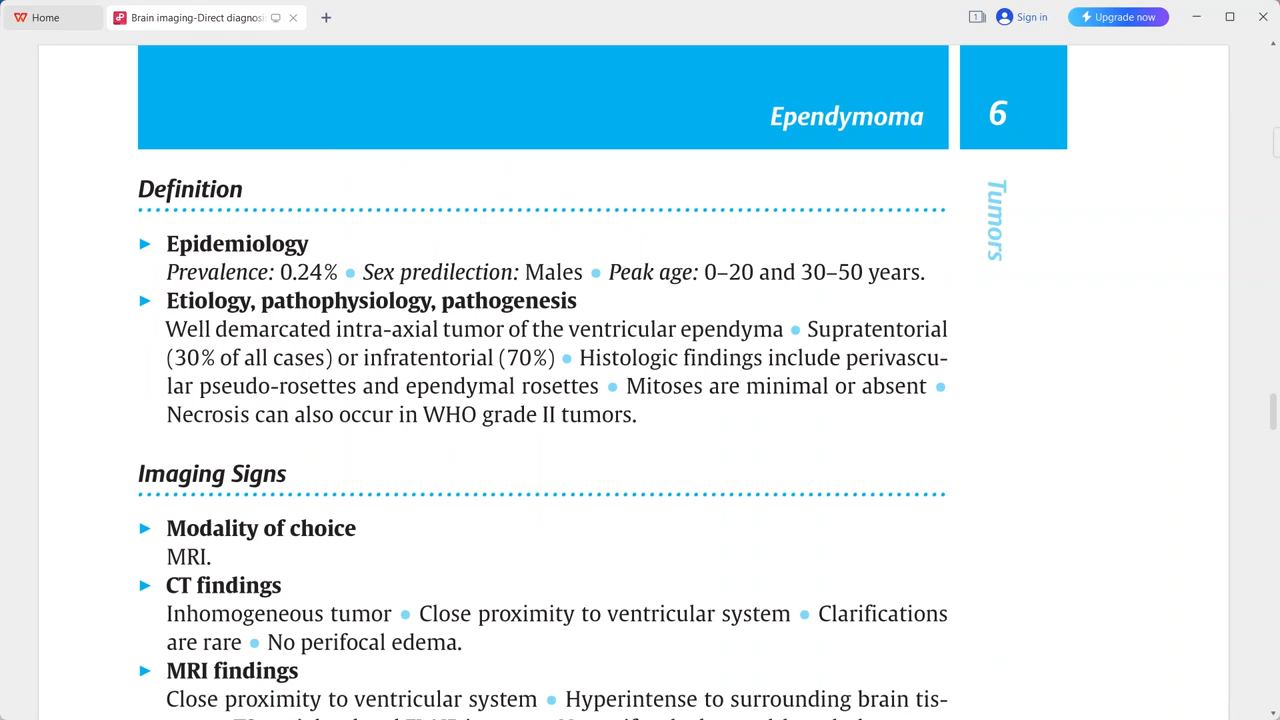 Home
Brain imaging-Direct diagnosi
1
Sign in
Upgrade now
Ependymoma
6
Tumors
Definition
Epidemiology
Prevalence: 0.24% • Sex predilection: Males • Peak age: 0–20 and 30–50 years.
Etiology, pathophysiology, pathogenesis
Well demarcated intra-axial tumor of the ventricular ependyma • Supratentorial
(30% of all cases) or infratentorial (70%) • Histologic findings include perivascu-
lar pseudo-rosettes and ependymal rosettes • Mitoses are minimal or absent •
Necrosis can also occur in WHO grade II tumors.
Imaging Signs
Modality of choice
MRI.
CT findings
Inhomogeneous tumor • Close proximity to ventricular system • Clarifications
are rare • No perifocal edema.
MRI findings
Close proximity to ventricular system • Hyperintense to surrounding brain tis-